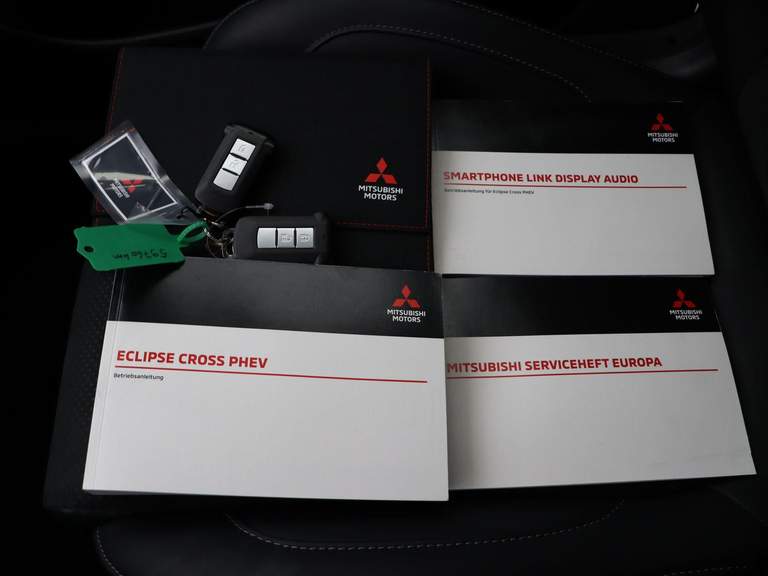 MITSUBISHI
MOTORS
MITSUBISHI
MOTORS
SMARTPHONE LINK DISPLAY AUDIO
Betriebsanleitung für Eclipse Cross PHEV
MITSUBISHI
MOTORS
ECLIPSE CROSS PHEV
Betriebsanleitung
MITSUBISHI
MOTORS
MITSUBISHI SERVICEHEFT EUROPA